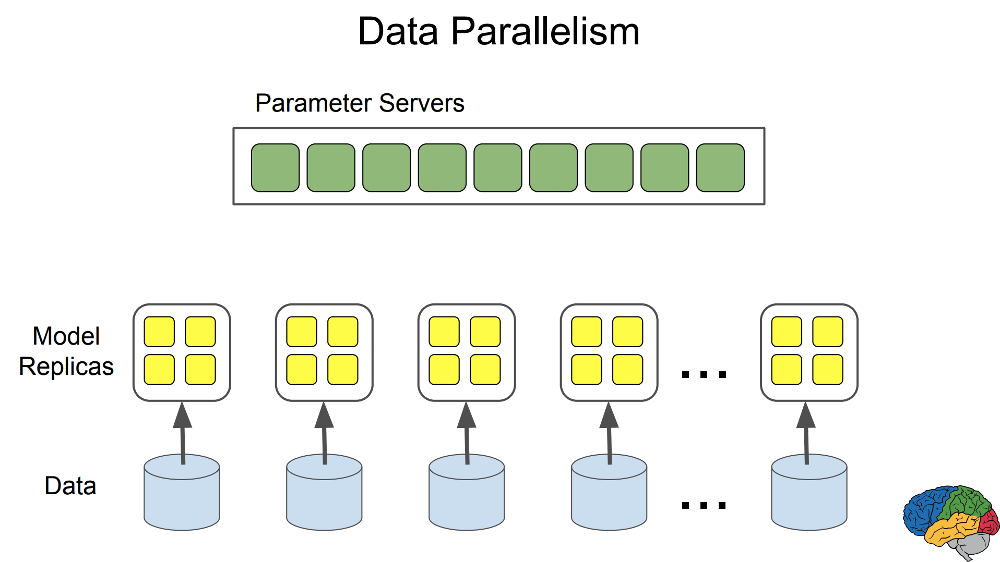 Data Parallelism
Parameter Servers
Model
Replicas
...
Data
...